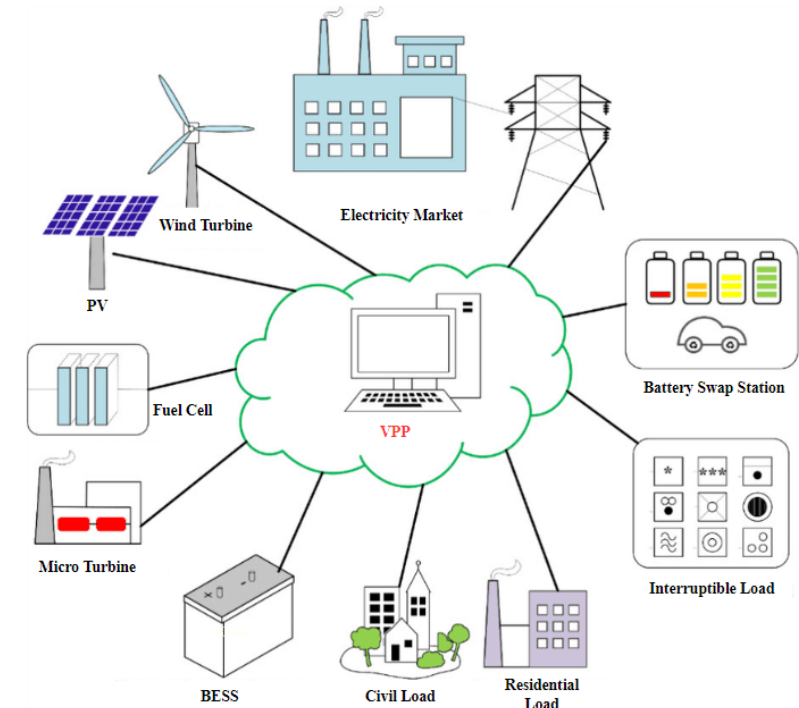 Electricity Market
Wind Turbine
PV
Battery Swap Station
Fuel Cell
VPP
Micro Turbine
Interruptible Load
BESS
Civil Load
Residential
Load